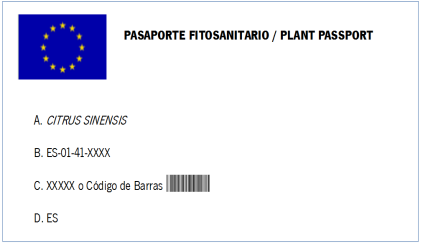 PASAPORTE FITOSANITARIO / PLANT PASSPORT
A. CITRUS SINENSIS
B. ES-01-41-XXXX
C. XXXXX o Código de Barras
D. ES